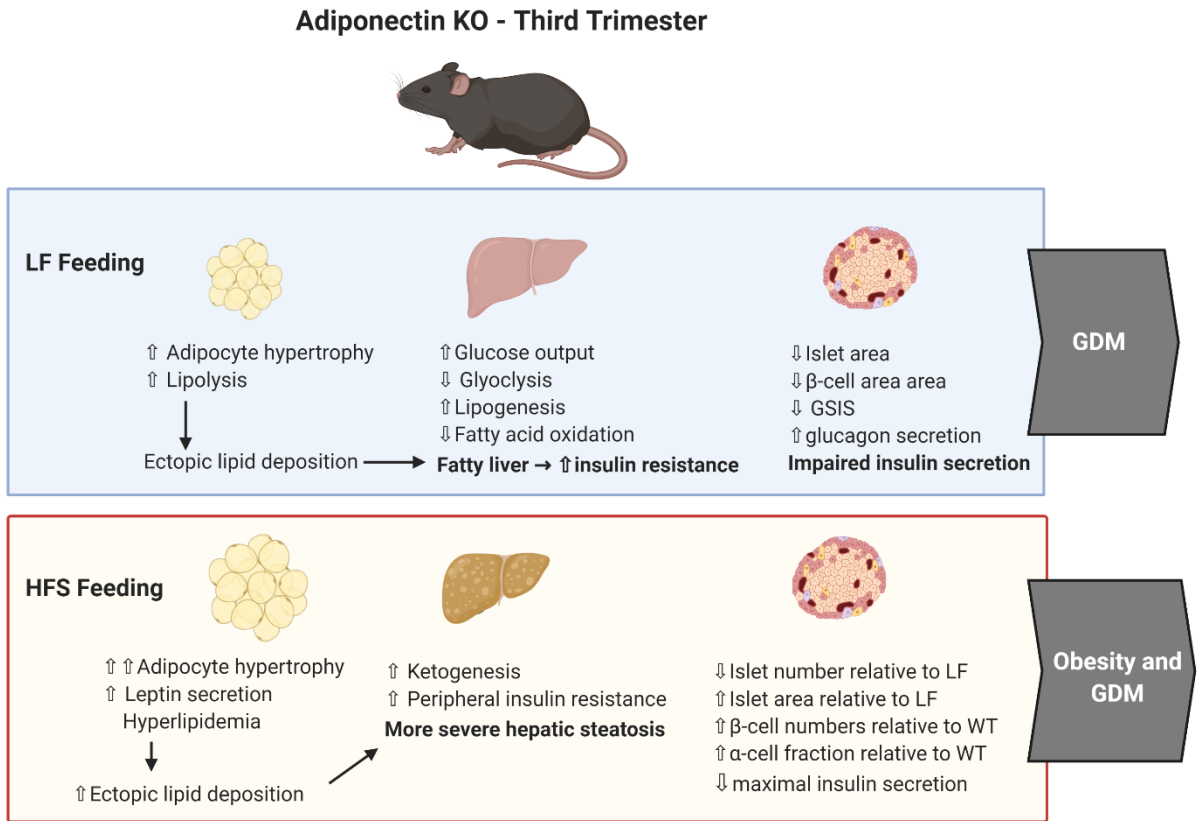 Adiponectin KO - Third Trimester
LF Feeding
⇧ Adipocyte hypertrophy
⇧ Lipolysis
Ectopic lipid deposition
⇧Glucose output
⇩ Glyoclysis
⇧Lipogenesis
⇩Fatty acid oxidation
Fatty liver → ⇧insulin resistance
⇩Islet area
⇩β-cell area area
⇩ GSIS
⇧glucagon secretion
Impaired insulin secretion
GDM
HFS Feeding
⇧⇧Adipocyte hypertrophy
⇧ Leptin secretion
Hyperlipidemia
⇧Ectopic lipid deposition
⇧ Ketogenesis
⇧ Peripheral insulin resistance
More severe hepatic steatosis
⇩Islet number relative to LF
⇧Islet area relative to LF
⇧β-cell numbers relative to WT
⇧α-cell fraction relative to WT
⇩maximal insulin secretion
Obesity and
GDM